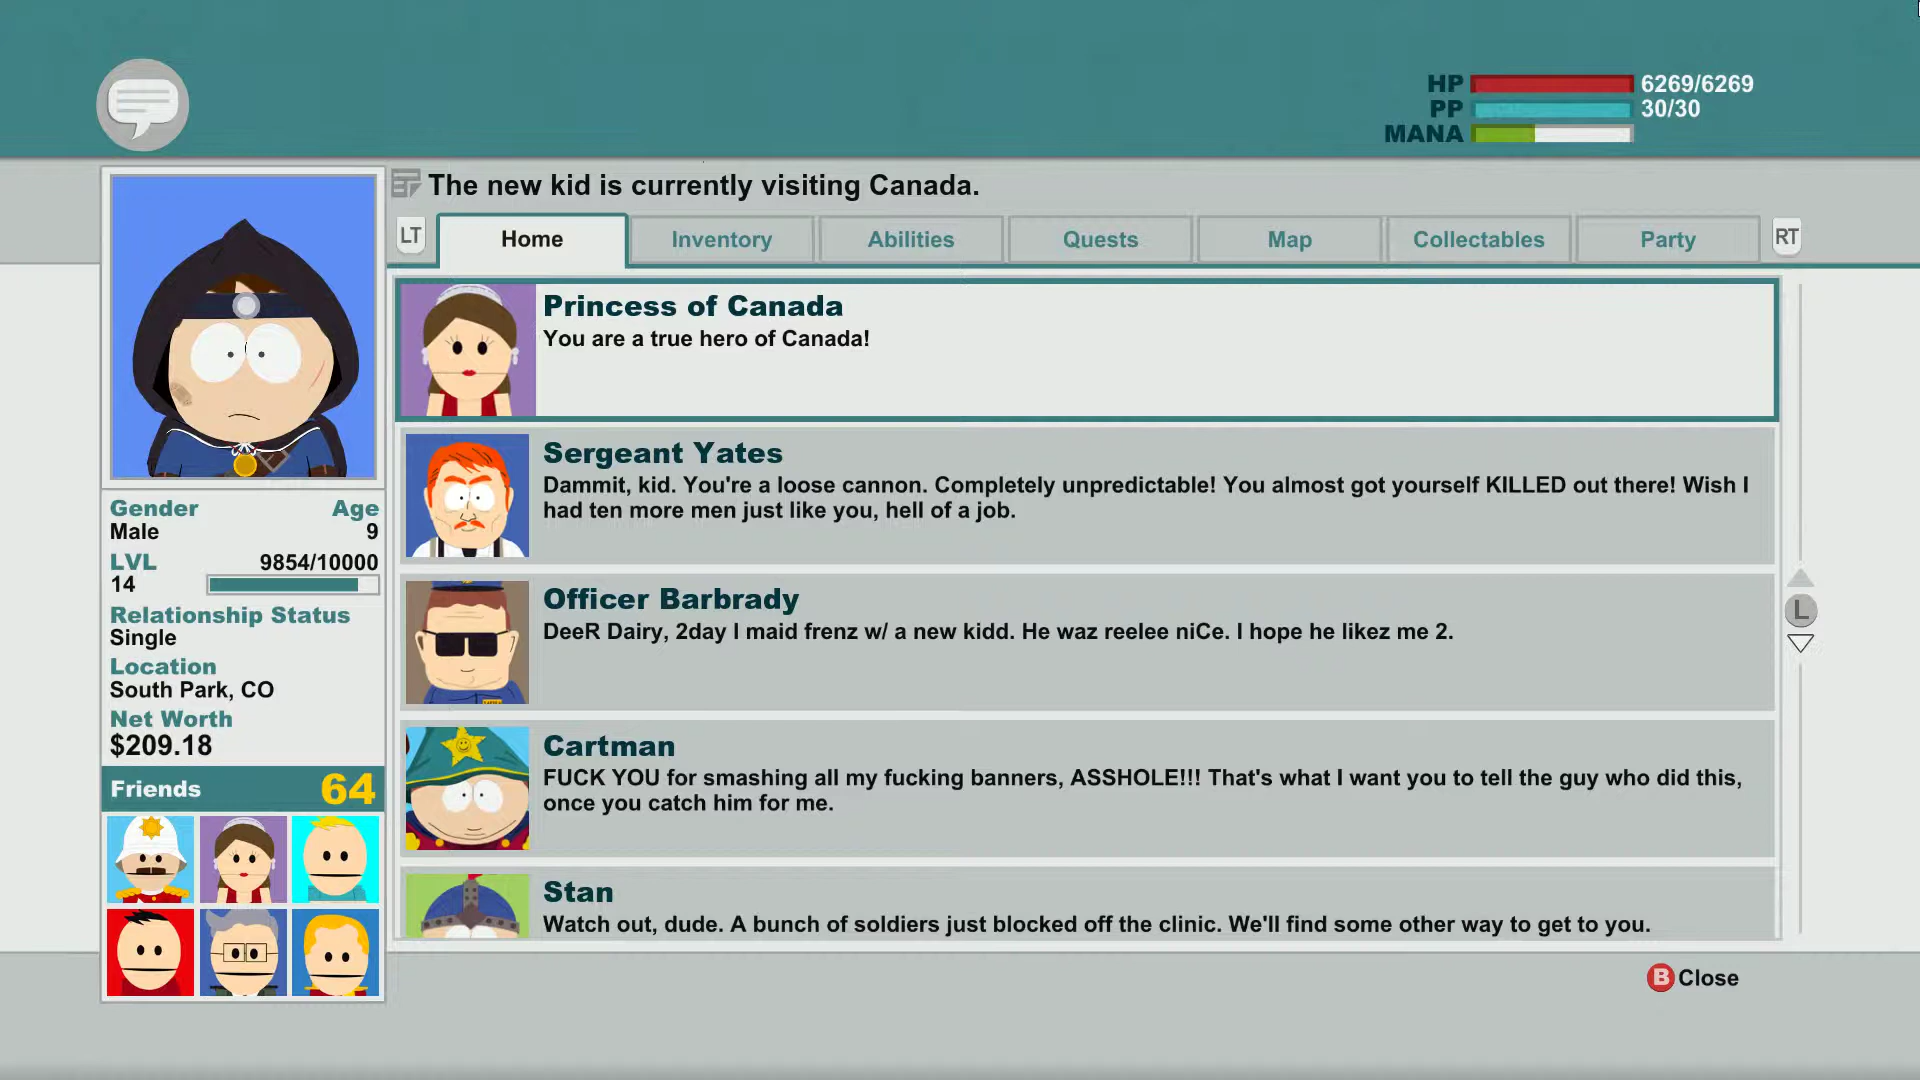 HP 6269/6269
PP 30/30
MANA
The new kid is currently visiting Canada.
LT Home Inventory Abilities Quests Map Collectables Party RT
Princess of Canada
You are a true hero of Canada!
Sergeant Yates
Dammit, kid. You're a loose cannon. Completely unpredictable! You almost got yourself KILLED out there! Wish I
had ten more men just like you, hell of a job.
Officer Barbrady
DeeR Dairy, 2day I maid frenz w/ a new kidd. He waz reelee niCe. I hope he likez me 2.
Cartman
FUCK YOU for smashing all my fucking banners, ASSHOLE!!! That's what I want you to tell the guy who did this,
once you catch him for me.
Stan
Watch out, dude. A bunch of soldiers just blocked off the clinic. We'll find some other way to get to you.
Gender Age
Male 9
LVL 9854/10000
14
Relationship Status
Single
Location
South Park, CO
Net Worth
$209.18
Friends 64
L
B Close